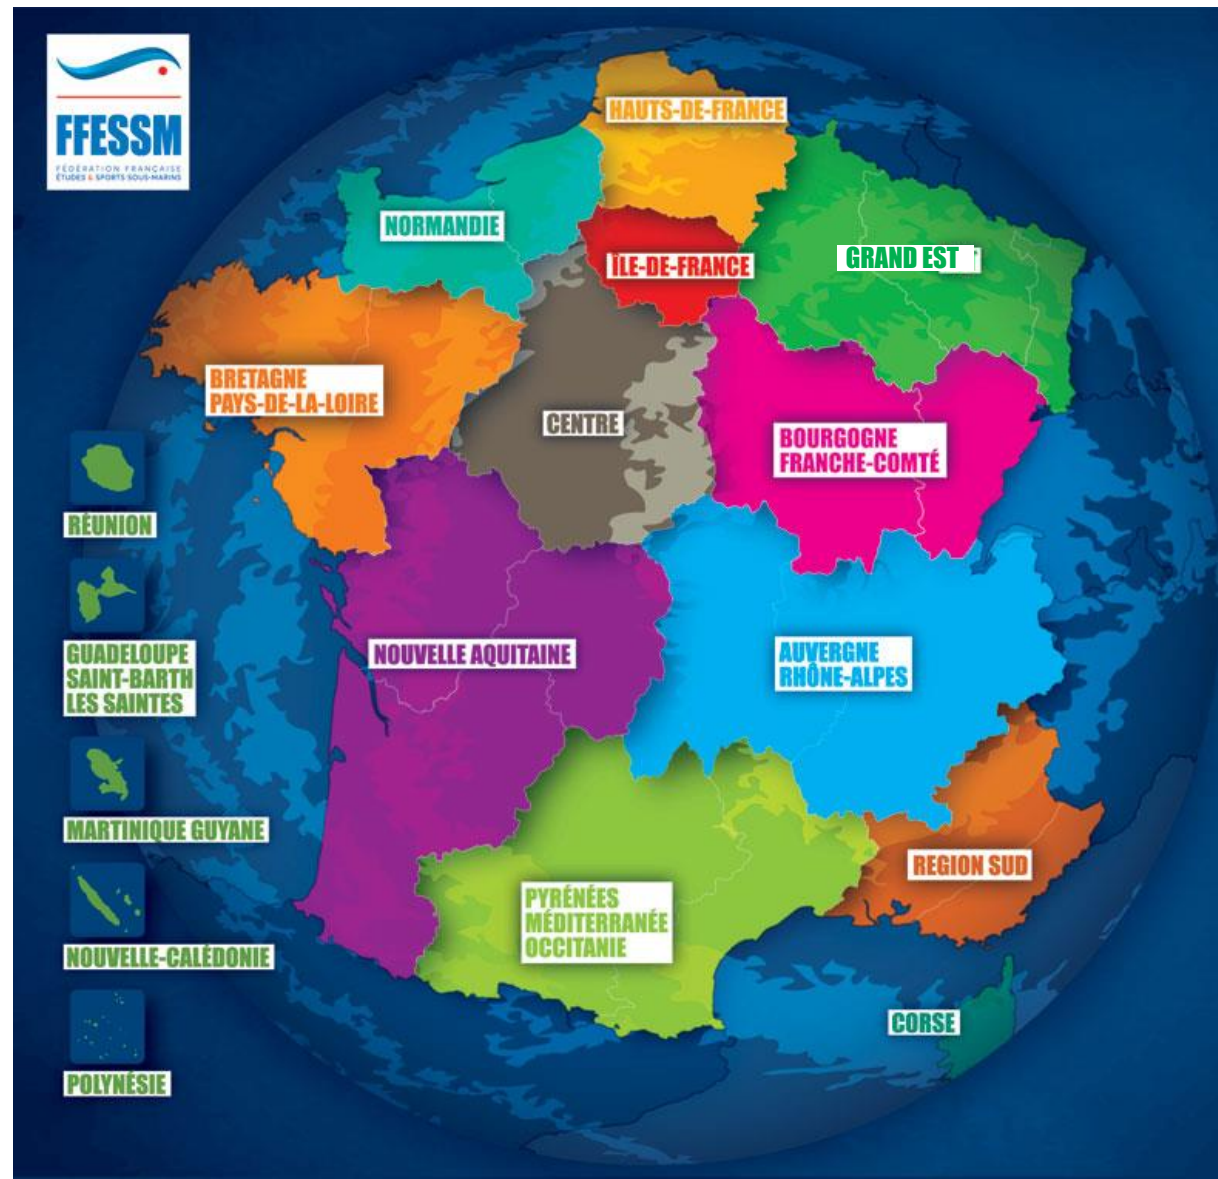 FFESSM
FÉDÉRATION FRANÇAISE
ÉTUDES & SPORTS SOUS-MARINS
HAUTS-DE-FRANCE
NORMANDIE
ÎLE-DE-FRANCE
GRAND EST
BRETAGNE
PAYS-DE-LA-LOIRE
CENTRE
BOURGOGNE
FRANCHE-COMTÉ
RÉUNION
GUADELOUPE
SAINT-BARTH
LES SAINTES
NOUVELLE AQUITAINE
AUVERGNE
RHÔNE-ALPES
MARTINIQUE GUYANE
REGION SUD
PYRÉNÉES
MÉDITERRANÉE
OCCITANIE
NOUVELLE-CALÉDONIE
CORSE
POLYNÉSIE